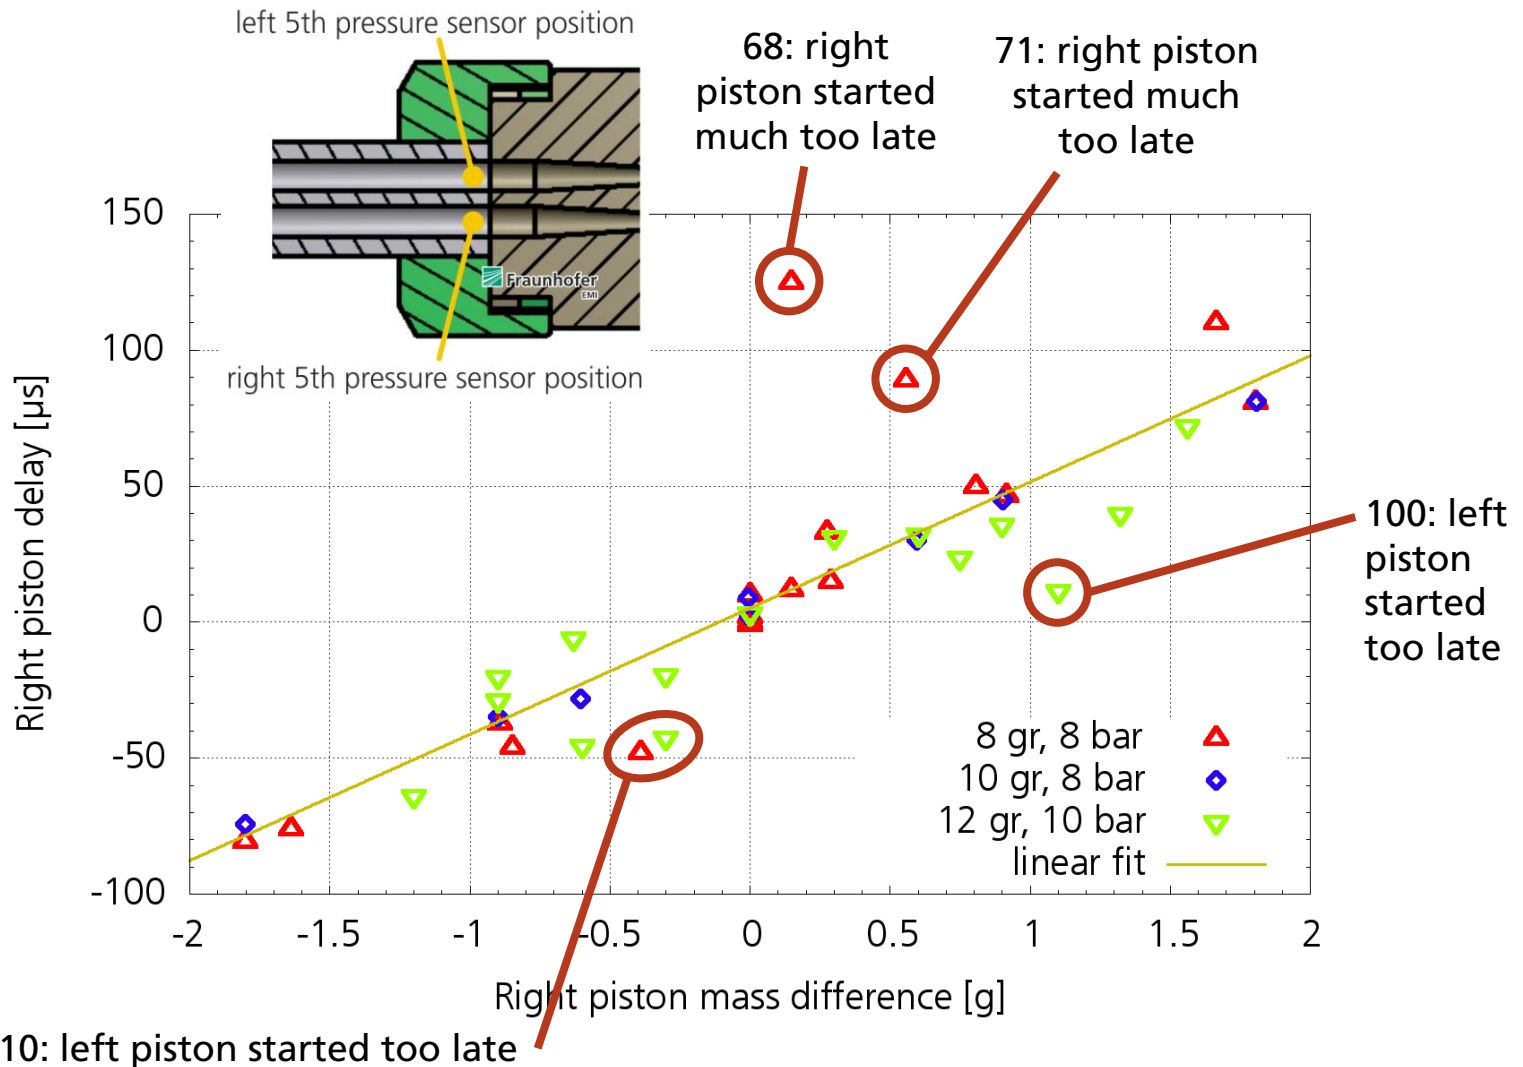 left 5th pressure sensor position
68: right
piston started
much too late
71: right piston
started much
too late
Fraunhofer
EMI
right 5th pressure sensor position
150
100
50
0
-50
-100
Right piston delay [µs]
100: left
piston
started
too late
8 gr, 8 bar
10 gr, 8 bar
12 gr, 10 bar
linear fit
-2
-1.5
-1
-0.5
0
0.5
1
1.5
2
Right piston mass difference [g]
10: left piston started too late